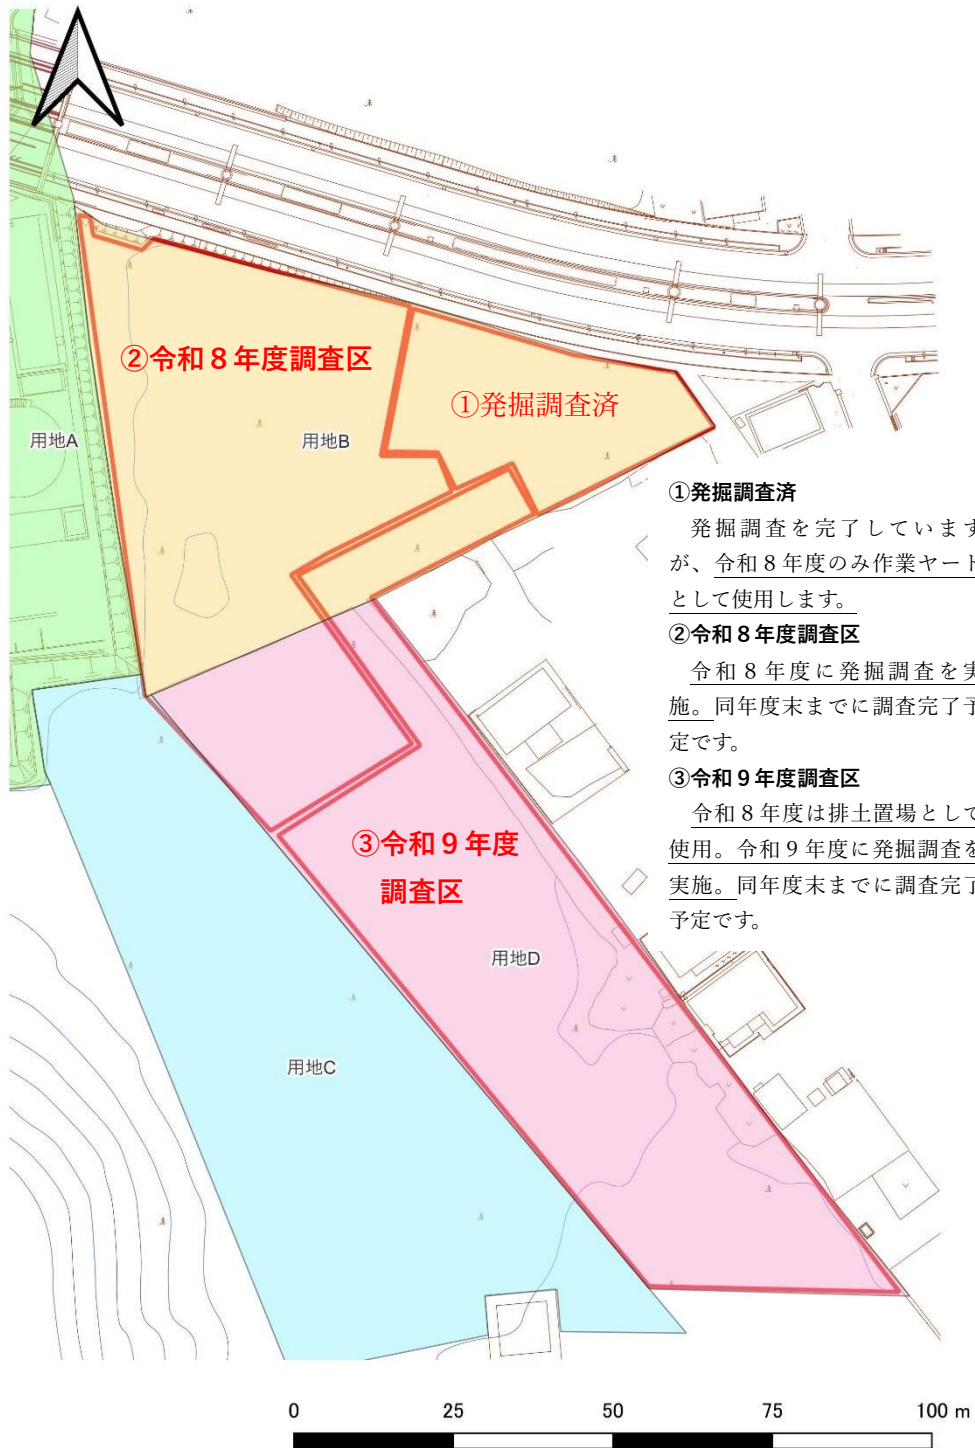 ②令和８年度調査区
①発掘調査済
用地A
用地B
①発掘調査済
発掘調査を完了しています
が、令和８年度のみ作業ヤード
として使用します。
②令和８年度調査区
令和８年度に発掘調査を実
施。同年度末までに調査完了予
定です。
③令和９年度調査区
令和８年度は排土置場として
使用。令和９年度に発掘調査を
実施。同年度末までに調査完了
予定です。
③令和９年度
調査区
用地D
用地C
0 25 50 75 100 m